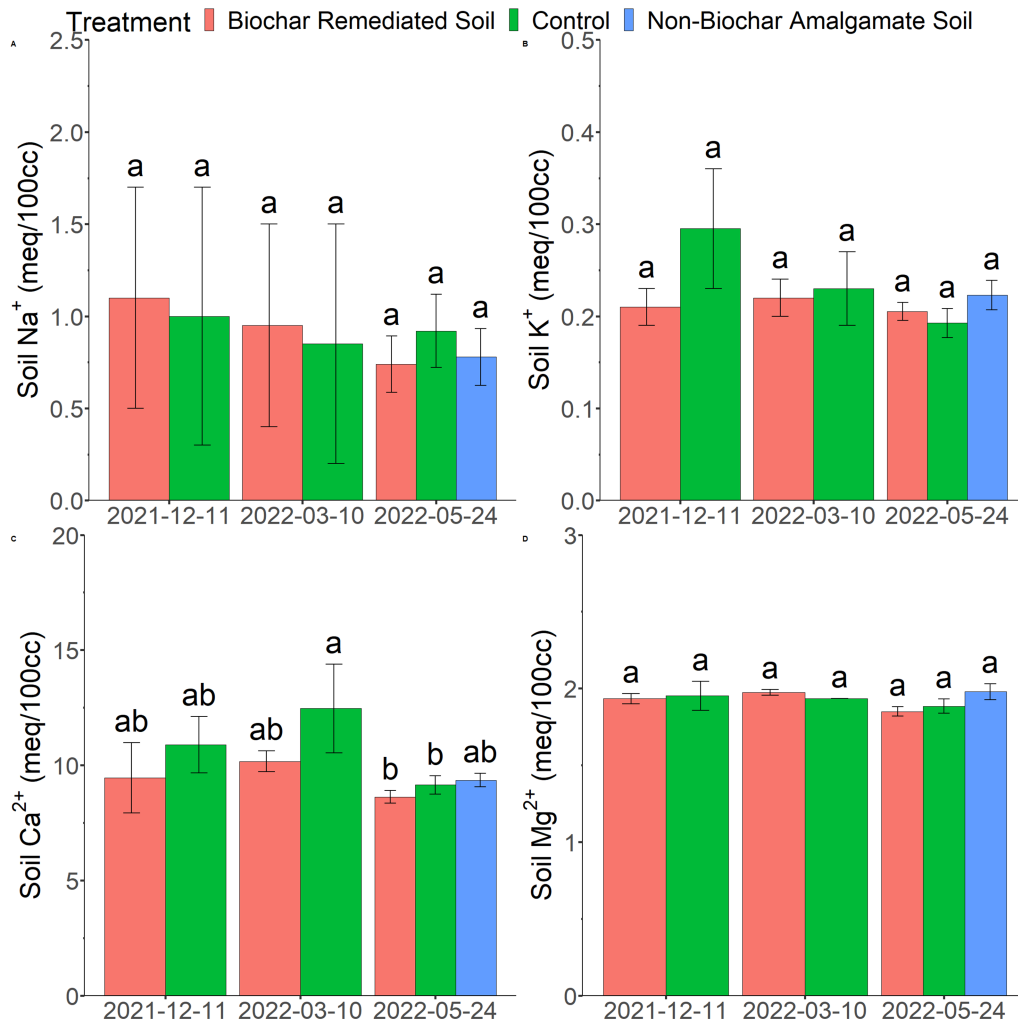 Treatment Biochar Remediated Soil Control Non-Biochar Amalgamate Soil
A
Soil Na⁺ (meq/100cc)
2.5
2.0
1.5
1.0
0.5
0.0
a a a a a a a
2021-12-11 2022-03-10 2022-05-24
B
Soil K⁺ (meq/100cc)
0.5
0.4
0.3
0.2
0.1
0.0
a a a a a a a
2021-12-11 2022-03-10 2022-05-24
C
Soil Ca²⁺ (meq/100cc)
20
15
10
5
0
ab ab ab a b b ab
2021-12-11 2022-03-10 2022-05-24
D
Soil Mg²⁺ (meq/100cc)
3
2
1
0
a a a a a a a
2021-12-11 2022-03-10 2022-05-24